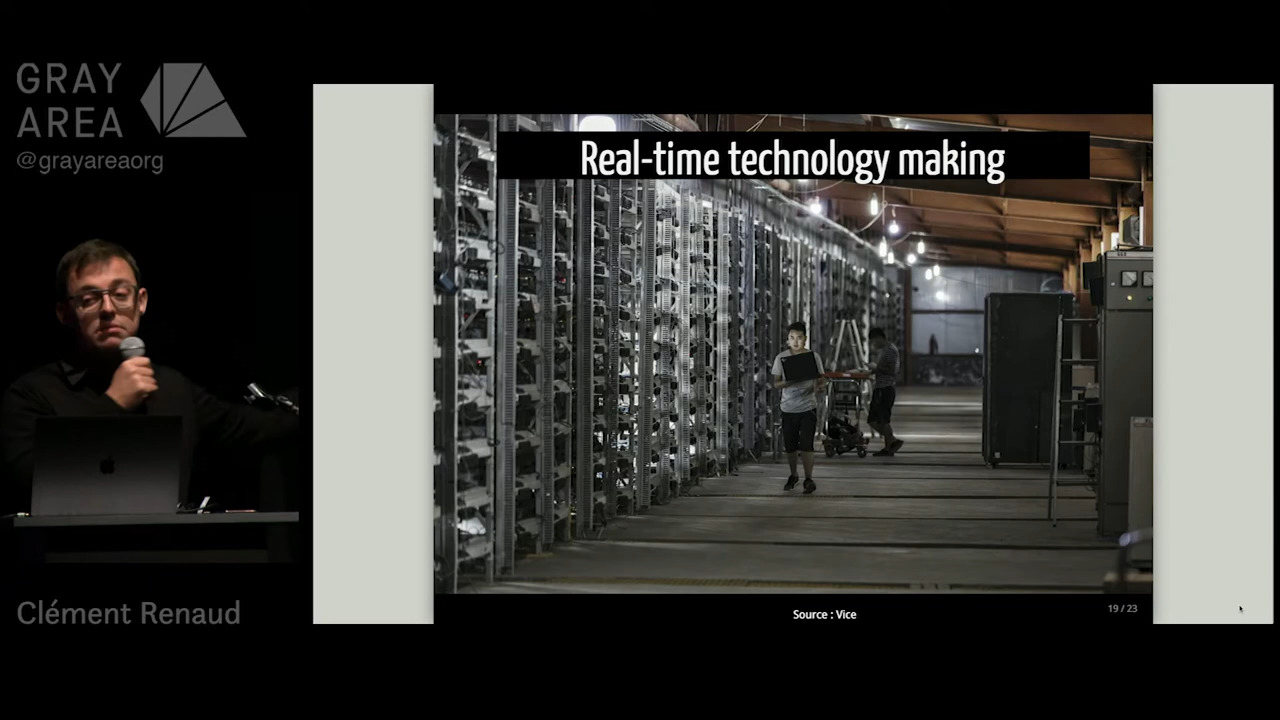 GRAY
AREA
@grayareaorg
Real-time technology making
Source : Vice
19 / 23
Clément Renaud